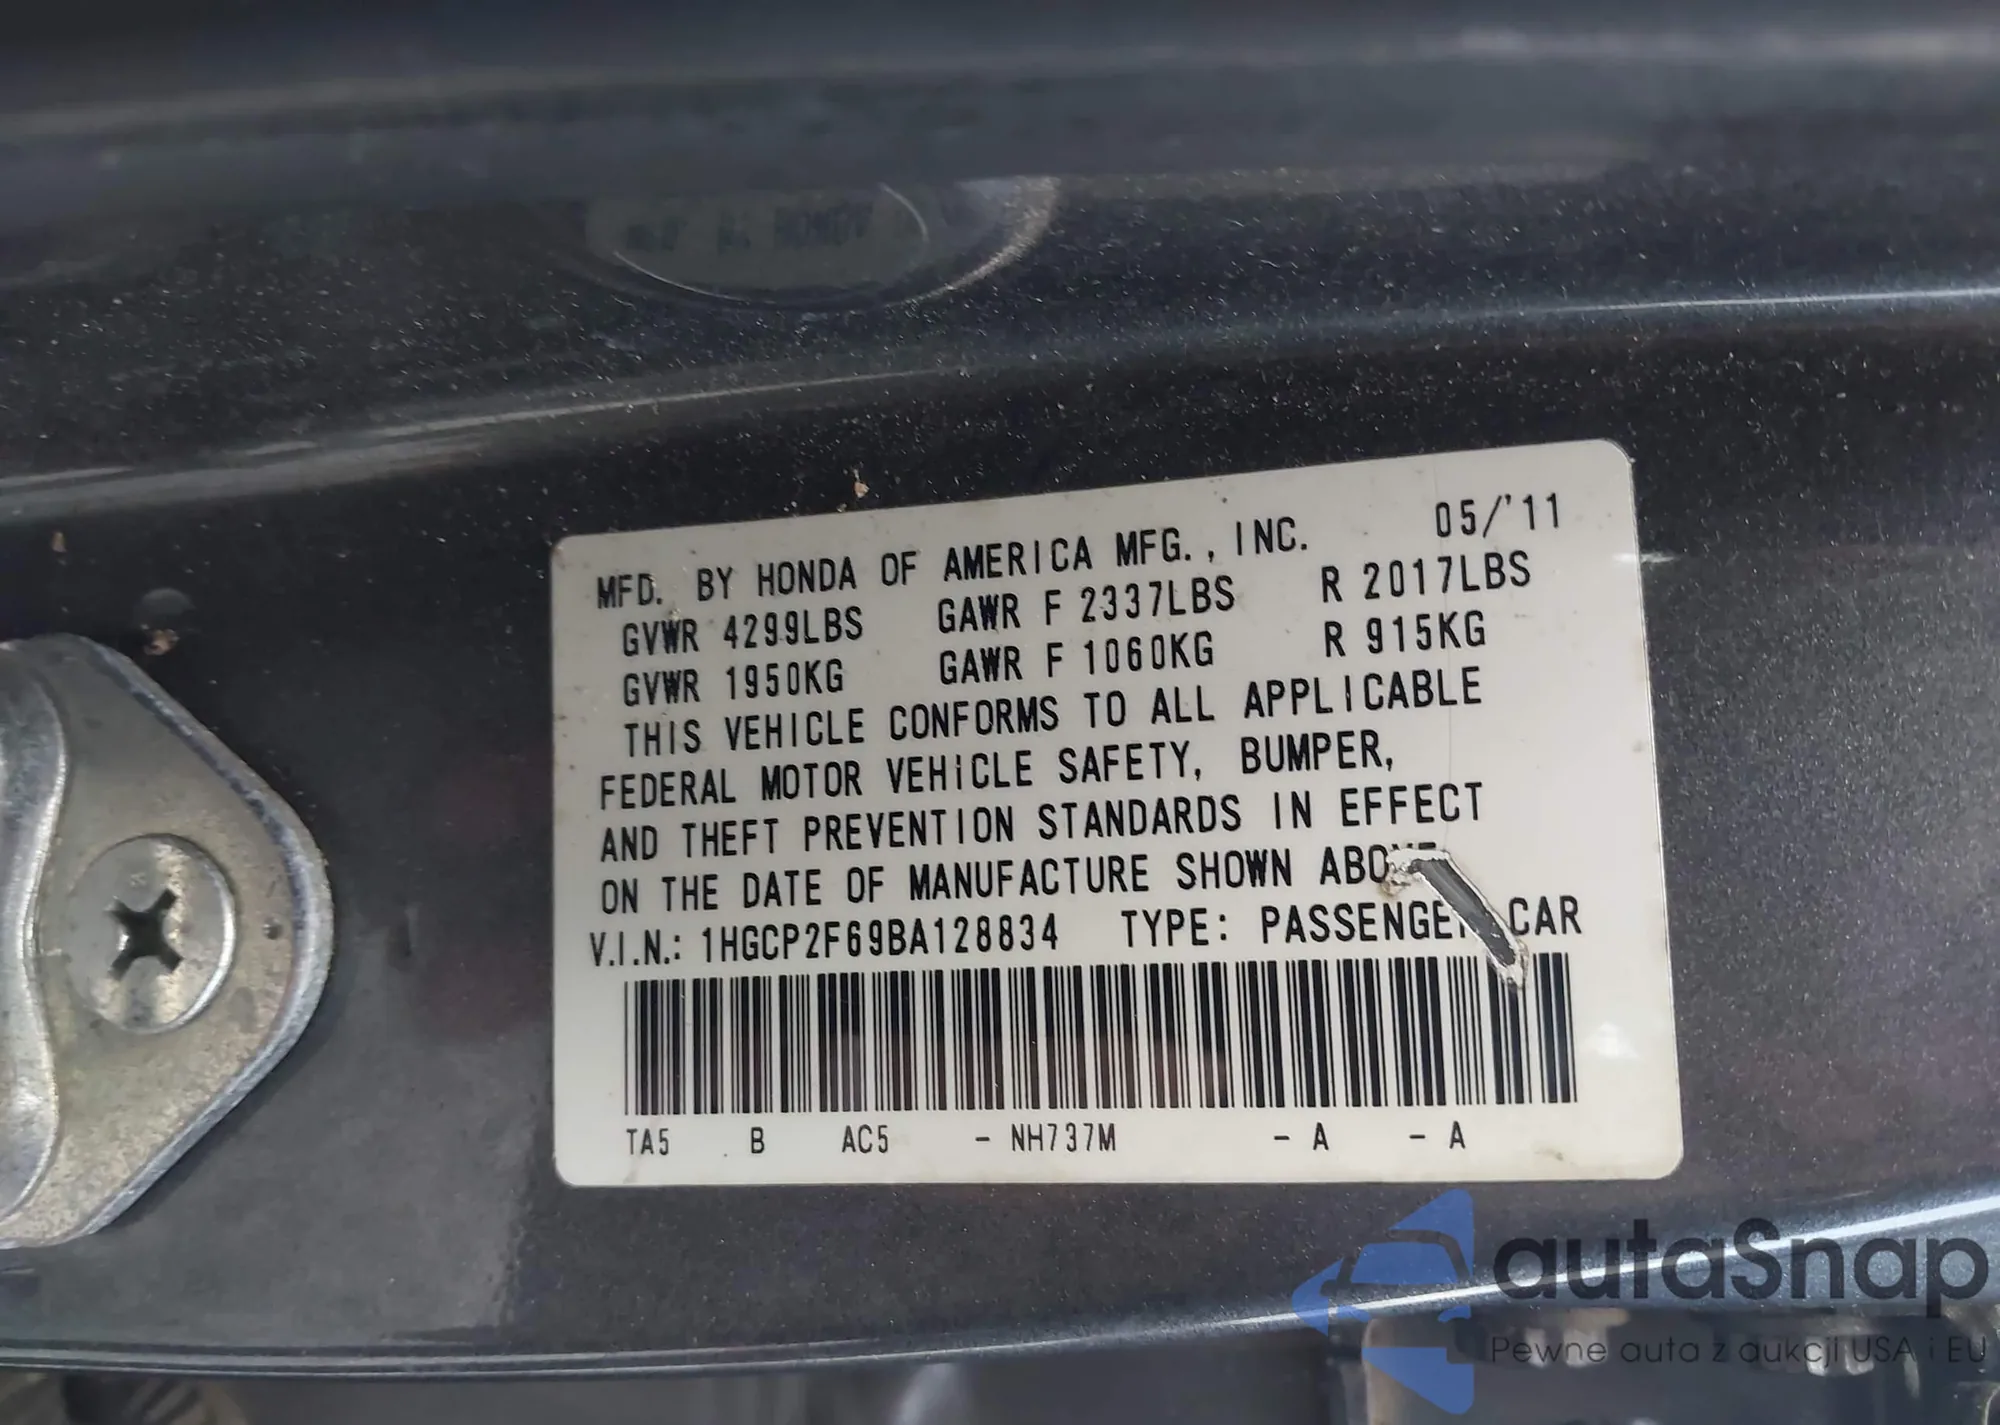 MFD. BY HONDA OF AMERICA MFG., INC. 05/'11
GVWR 4299LBS GAWR F 2337LBS R 2017LBS
GVWR 1950KG GAWR F 1060KG R 915KG
THIS VEHICLE CONFORMS TO ALL APPLICABLE
FEDERAL MOTOR VEHiCLE SAFETY, BUMPER,
AND THEFT PREVENTION STANDARDS IN EFFECT
ON THE DATE OF MANUFACTURE SHOWN ABOVE
V.I.N.: 1HGCP2F69BA128834 TYPE: PASSENGER CAR
TA5 B AC5 - NH737M - A - A
autaSnap
Pewne auta z aukcji USA i EU